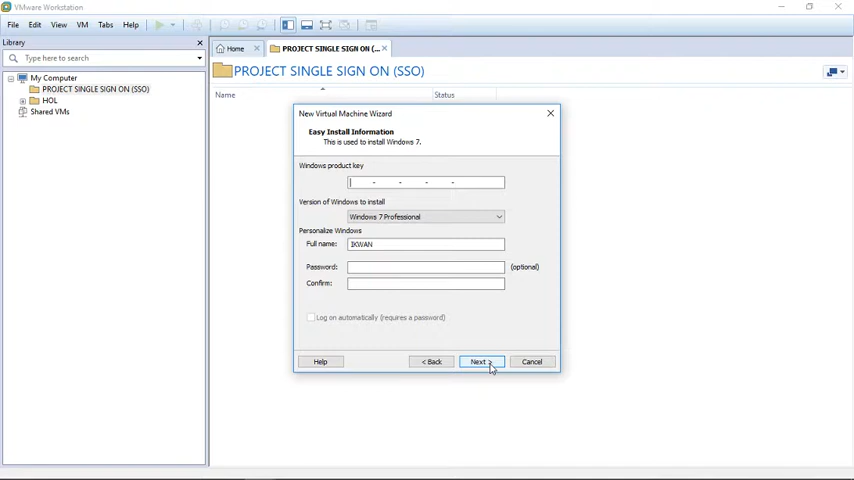 VMware Workstation
File Edit View VM Tabs Help
Library
Type here to search
My Computer
PROJECT SINGLE SIGN ON (SSO)
HOL
Shared VMs
Home
PROJECT SINGLE SIGN ON (...
PROJECT SINGLE SIGN ON (SSO)
Name Status
New Virtual Machine Wizard
Easy Install Information
This is used to install Windows 7.
Windows product key
- - - -
Version of Windows to install
Windows 7 Professional
Personalize Windows
Full name: IKWAN
Password: (optional)
Confirm:
Log on automatically (requires a password)
Help < Back Next > Cancel